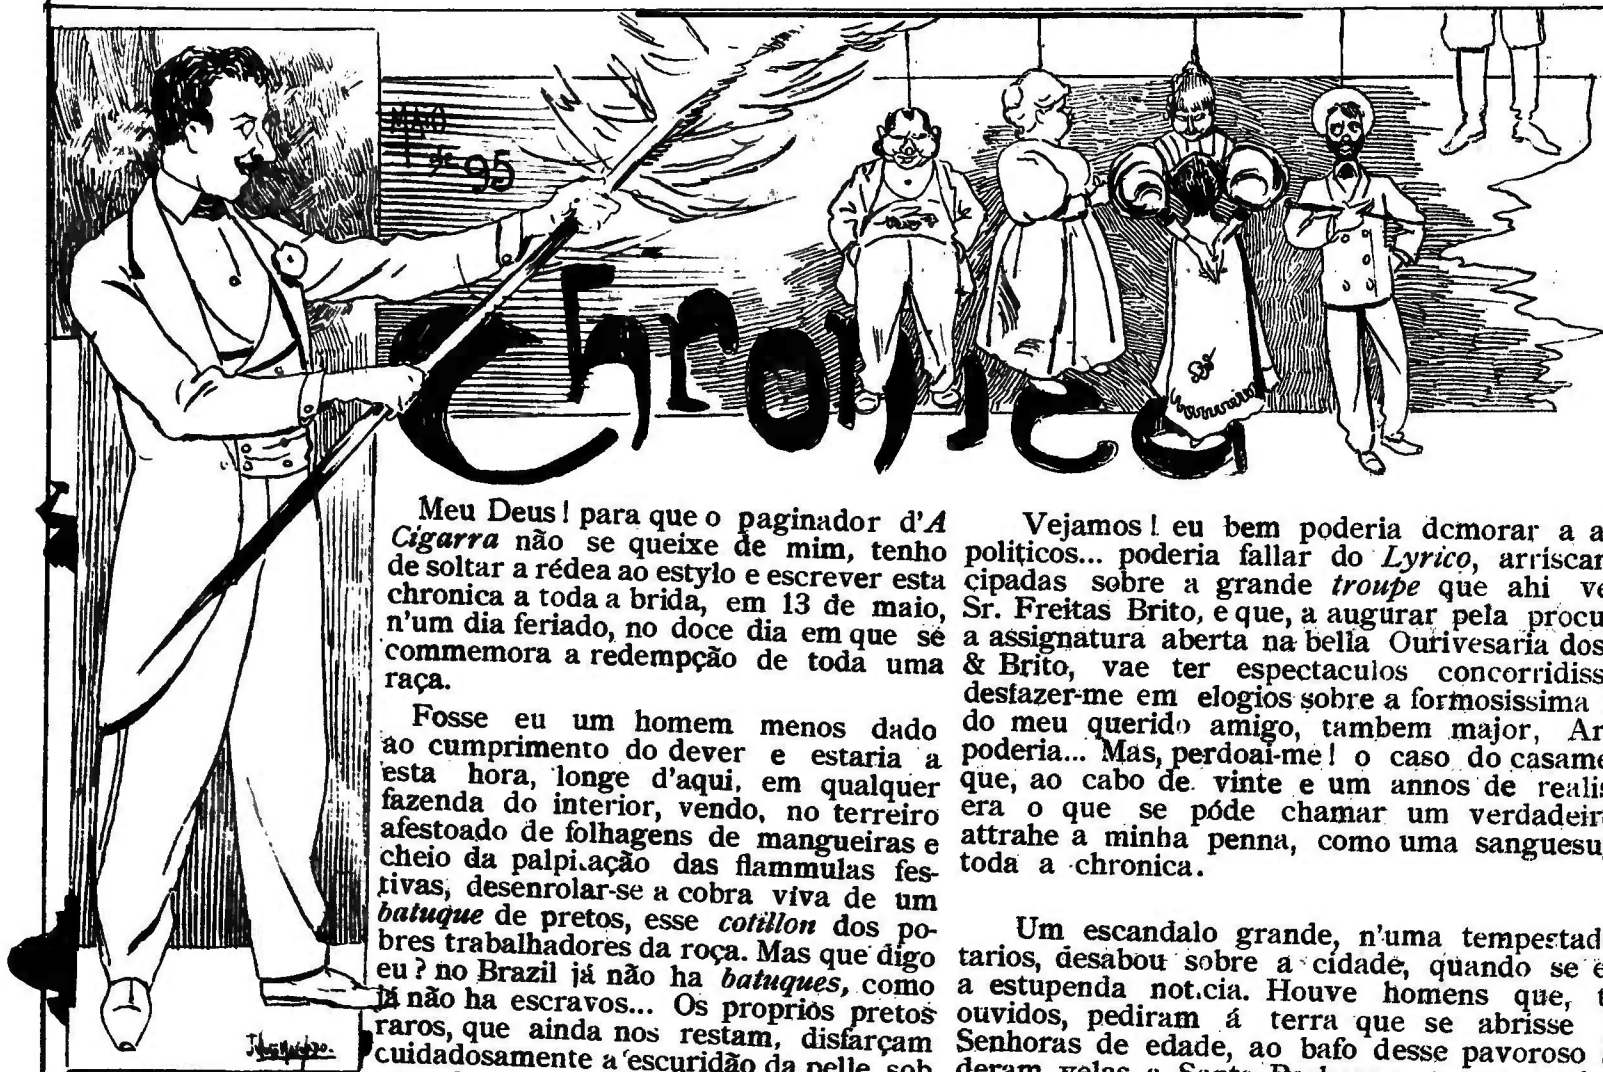 MAIO
de 95
Chronica
Meu Deus! para que o paginador d'A
Cigarra não se queixe de mim, tenho
de soltar a rédea ao estylo e escrever esta
chronica a toda a brida, em 13 de maio,
n'um dia feriado, no doce dia em que se
commemora a redempção de toda uma
raça.
Fosse eu um homem menos dado
ao cumprimento do dever e estaria a
esta hora, longe d'aqui, em qualquer
fazenda do interior, vendo, no terreiro
afestoado de folhagens de mangueiras e
cheio da palpitação das flammulas fes-
tivas, desenrolar-se a cobra viva de um
batuque de pretos, esse cotillon dos po-
bres trabalhadores da roça. Mas que digo
eu? no Brazil já não ha batuques, como
já não ha escravos... Os proprios pretos
raros, que ainda nos restam, disfarçam
cuidadosamente a escuridão da pelle sob
Vejamos! eu bem poderia demorar a a
politicos... poderia fallar do Lyrico, arriscar
cipadas sobre a grande troupe que ahi ve
Sr. Freitas Brito, e que, a augurar pela procu
a assignatura aberta na bella Ourivesaria dos
& Brito, vae ter espectaculos concorridiss
desfazer-me em elogios sobre a formosissima
do meu querido amigo, tambem major, Ar
poderia... Mas, perdoai-me! o caso do casame
que, ao cabo de vinte e um annos de realis
era o que se póde chamar um verdadeir
attrahe a minha penna, como uma sanguesu
toda a chronica.
Um escandalo grande, n'uma tempestad
tarios, desabou sobre a cidade, quando se e
a estupenda noticia. Houve homens que, t
ouvidos, pediram á terra que se abrisse
Senhoras de edade, ao bafo desse pavoroso
deram velas a Santa